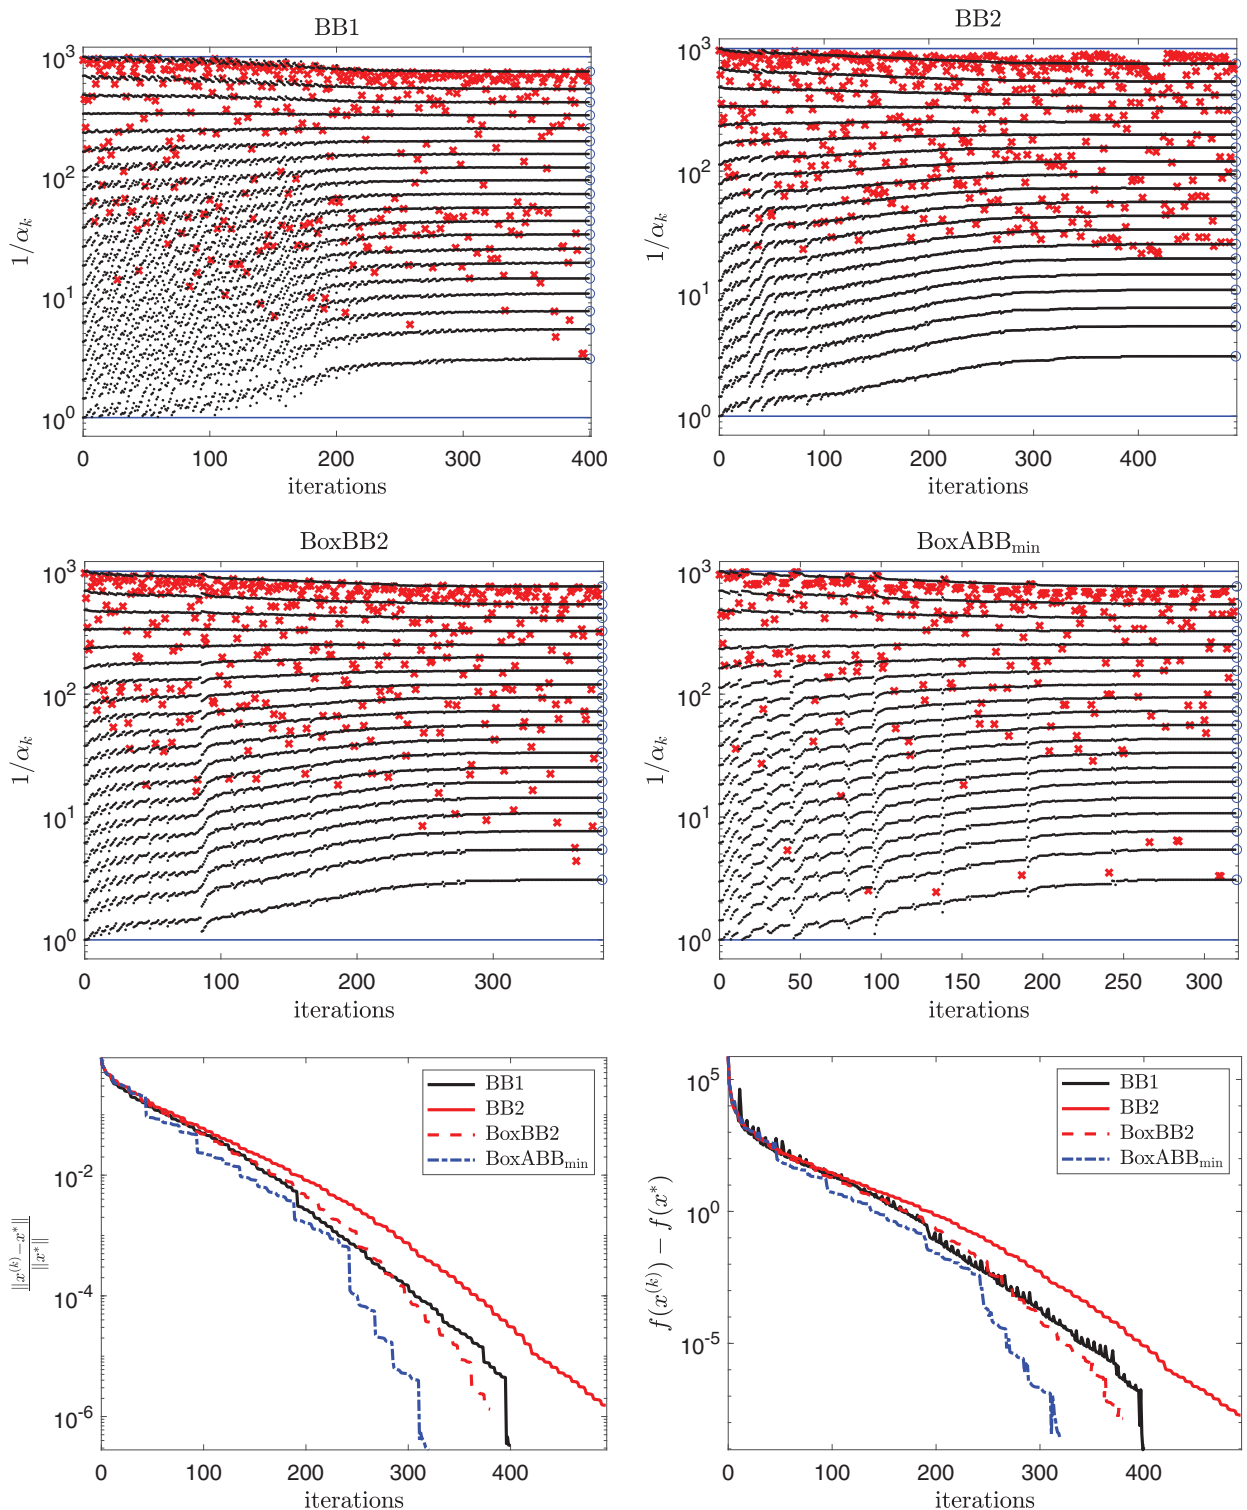 BB1
10^3
10^2
10^1
10^0
1/α_k
0 100 200 300 400
iterations
BB2
10^3
10^2
10^1
10^0
1/α_k
0 100 200 300 400
iterations
BoxBB2
10^3
10^2
10^1
10^0
1/α_k
0 100 200 300
iterations
BoxABB_min
10^3
10^2
10^1
10^0
1/α_k
0 50 100 150 200 250 300
iterations
BB1
BB2
BoxBB2
BoxABB_min
10^-2
10^-4
10^-6
||x^(k)−x*||
||x*||
0 100 200 300 400
iterations
BB1
BB2
BoxBB2
BoxABB_min
10^5
10^0
10^-5
f(x^(k)) − f(x*)
0 100 200 300 400
iterations